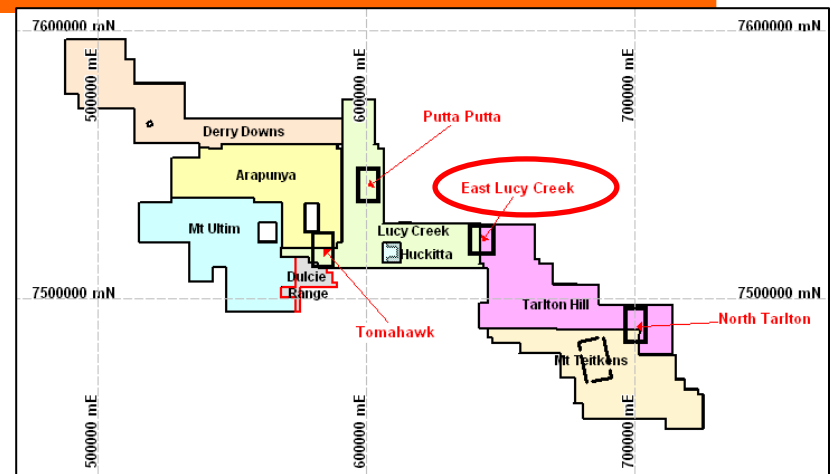 7600000 mN
7600000 mN
500000 mE
600000 mE
700000 mE
Derry Downs
Putta Putta
Arapunya
East Lucy Creek
Mt Ultim
Lucy Creek
Huckitta
Dulcie
Range
7500000 mN
7500000 mN
Tarlton Hill
Tomahawk
North Tarlton
Mt Teitkens
500000 mE
600000 mE
700000 mE